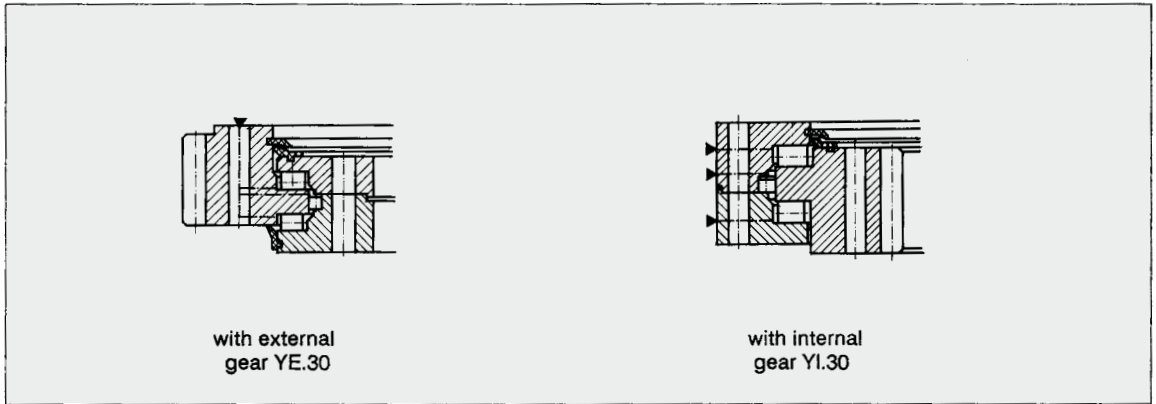 with external
gear YE.30
with internal
gear YI.30